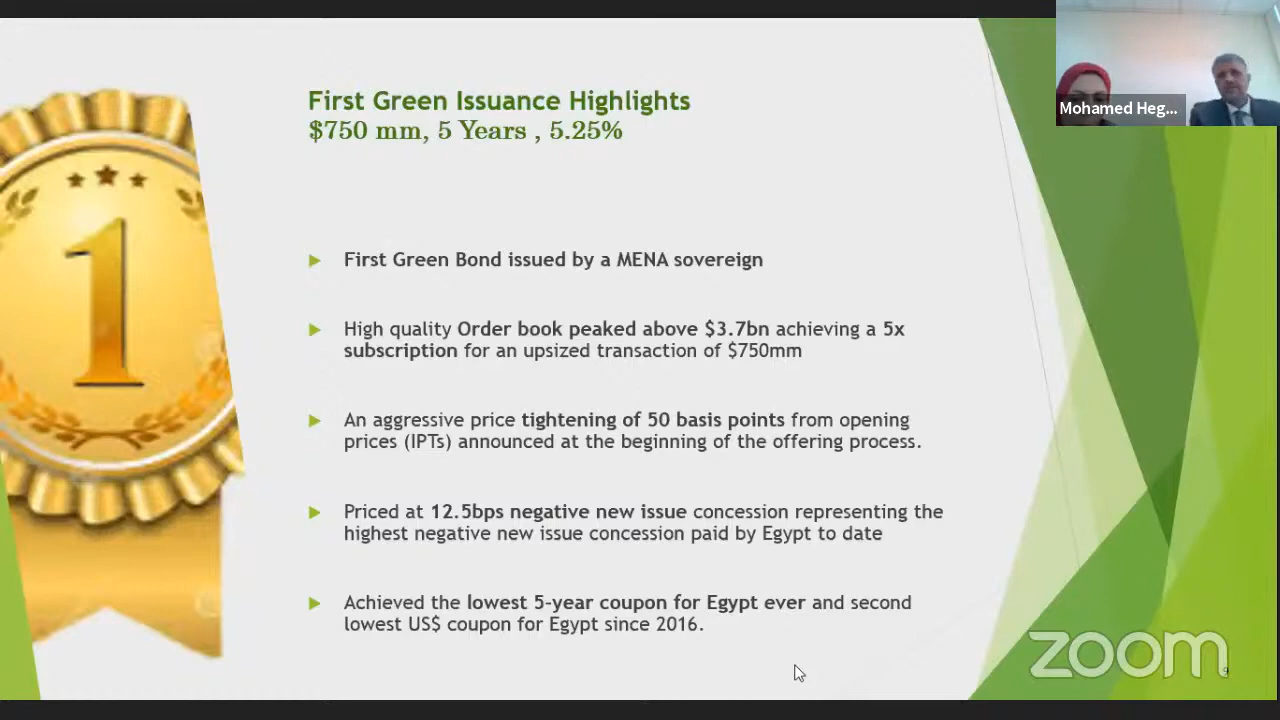 First Green Issuance Highlights
$750 mm, 5 Years , 5.25%
1
First Green Bond issued by a MENA sovereign
High quality Order book peaked above $3.7bn achieving a 5x
subscription for an upsized transaction of $750mm
An aggressive price tightening of 50 basis points from opening
prices (IPTs) announced at the beginning of the offering process.
Priced at 12.5bps negative new issue concession representing the
highest negative new issue concession paid by Egypt to date
Achieved the lowest 5-year coupon for Egypt ever and second
lowest US$ coupon for Egypt since 2016.
Mohamed Heg...
zoom
9